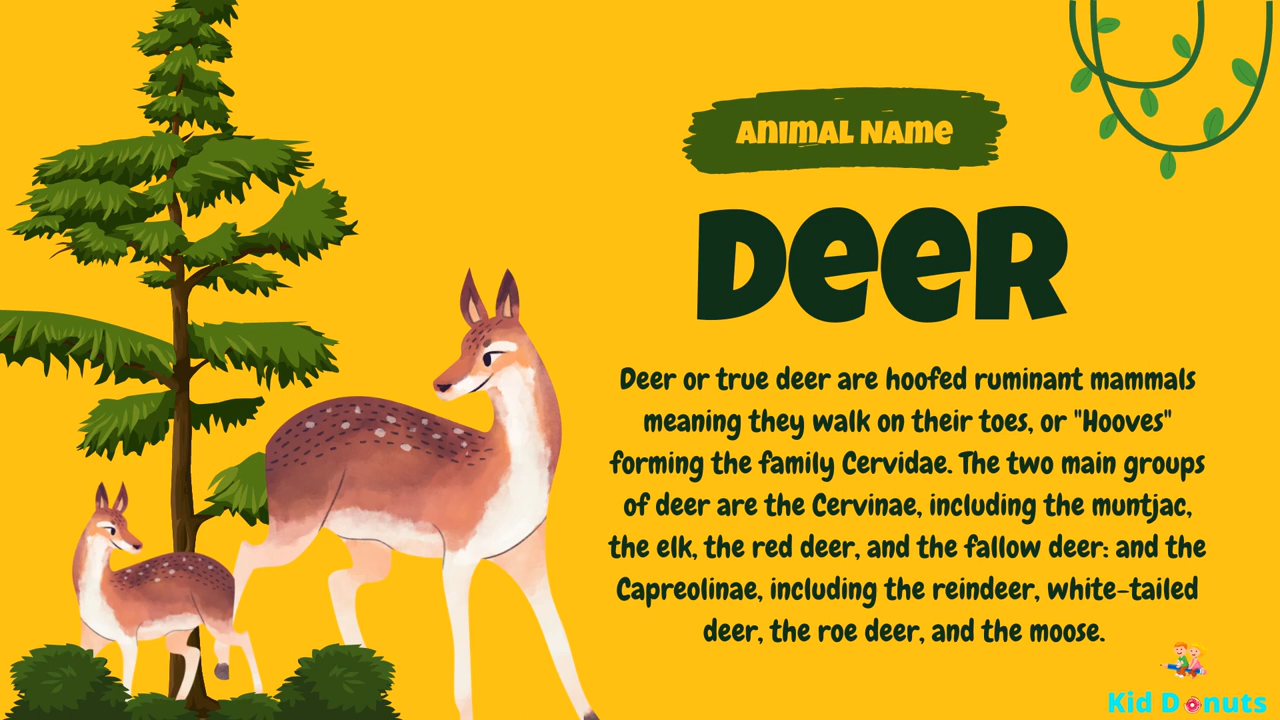 ANIMAL NAME
DEER
Deer or true deer are hoofed ruminant mammals
meaning they walk on their toes, or "Hooves"
forming the family Cervidae. The two main groups
of deer are the Cervinae, including the muntjac,
the elk, the red deer, and the fallow deer: and the
Capreolinae, including the reindeer, white-tailed
deer, the roe deer, and the moose.
Kid Donuts